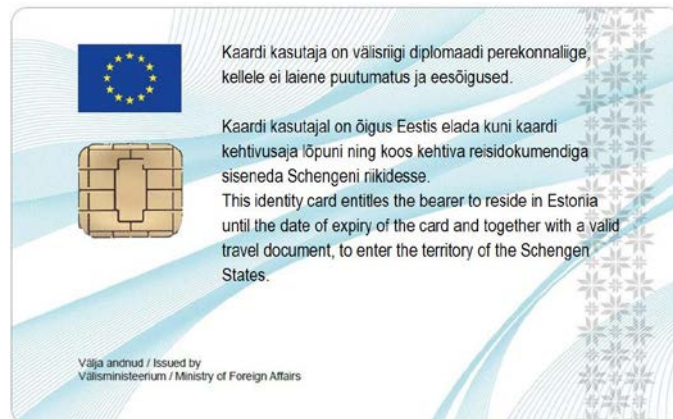 Kaardi kasutaja on välisriigi diplomaadi perekonnaliige,
kellele ei laiene puutumatus ja eesõigused.
Kaardi kasutajal on õigus Eestis elada kuni kaardi
kehtivusaja lõpuni ning koos kehtiva reisidokumendiga
siseneda Schengeni riikidesse.
This identity card entitles the bearer to reside in Estonia
until the date of expiry of the card and together with a valid
travel document, to enter the territory of the Schengen
States.
Välja andnud / Issued by
Välisministeerium / Ministry of Foreign Affairs